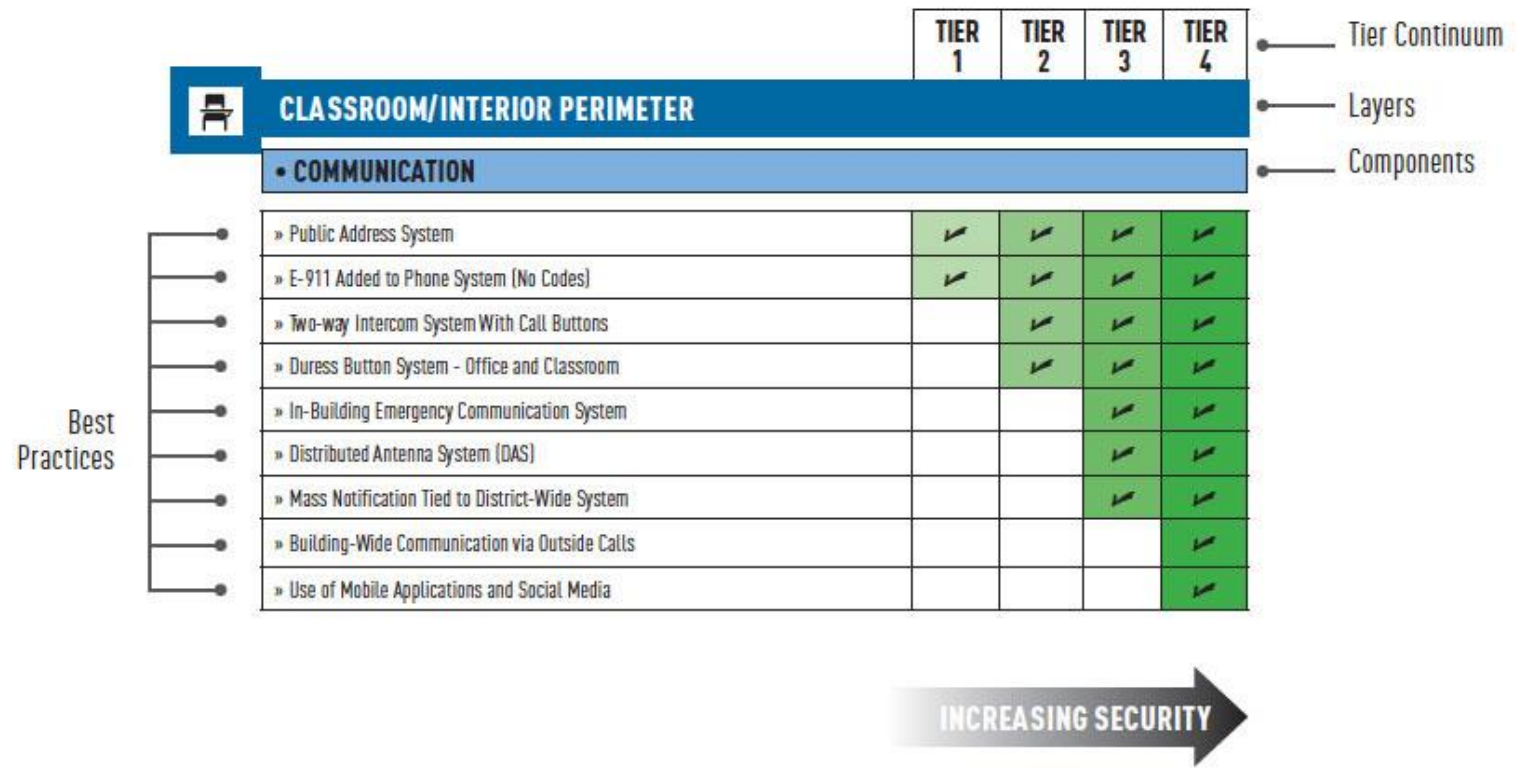 TIER 1 TIER 2 TIER 3 TIER 4 Tier Continuum
CLASSROOM/INTERIOR PERIMETER Layers
• COMMUNICATION Components
» Public Address System
» E-911 Added to Phone System (No Codes)
» Two-way Intercom System With Call Buttons
» Duress Button System - Office and Classroom
» In-Building Emergency Communication System
» Distributed Antenna System (DAS)
» Mass Notification Tied to District-Wide System
» Building-Wide Communication via Outside Calls
» Use of Mobile Applications and Social Media
Best
Practices
INCREASING SECURITY